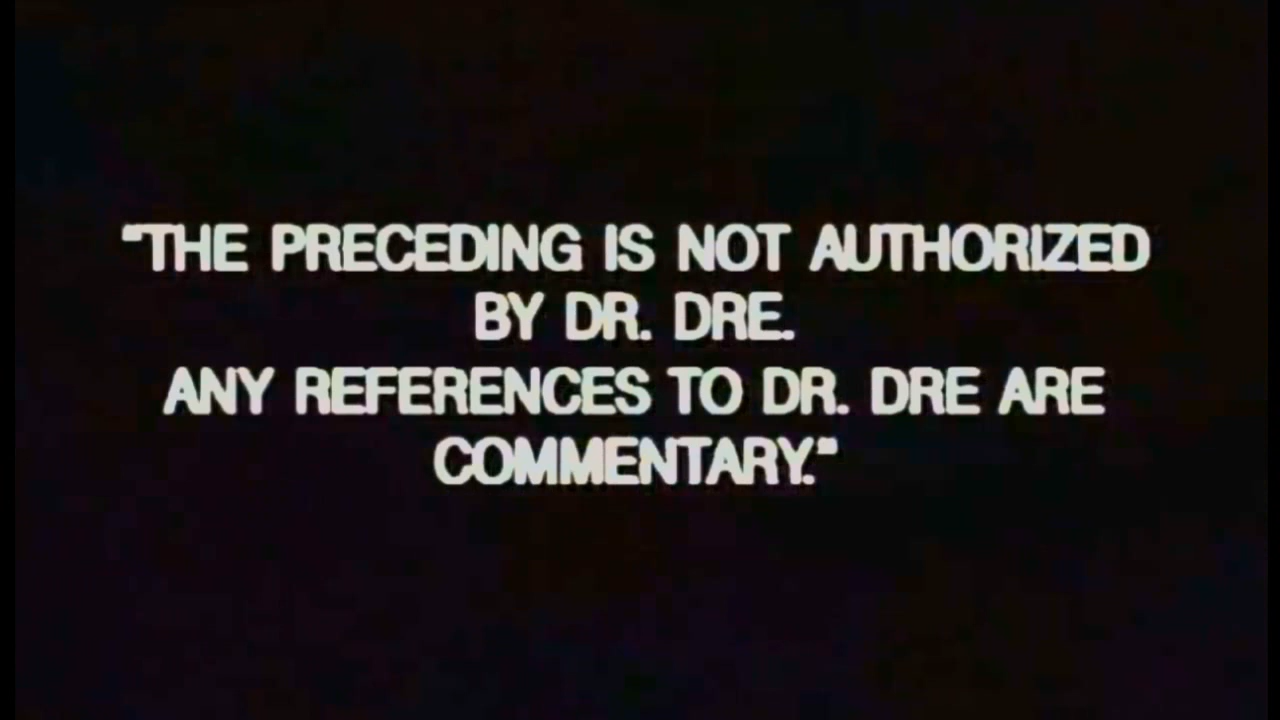 "THE PRECEDING IS NOT AUTHORIZED
BY DR. DRE.
ANY REFERENCES TO DR. DRE ARE
COMMENTARY."